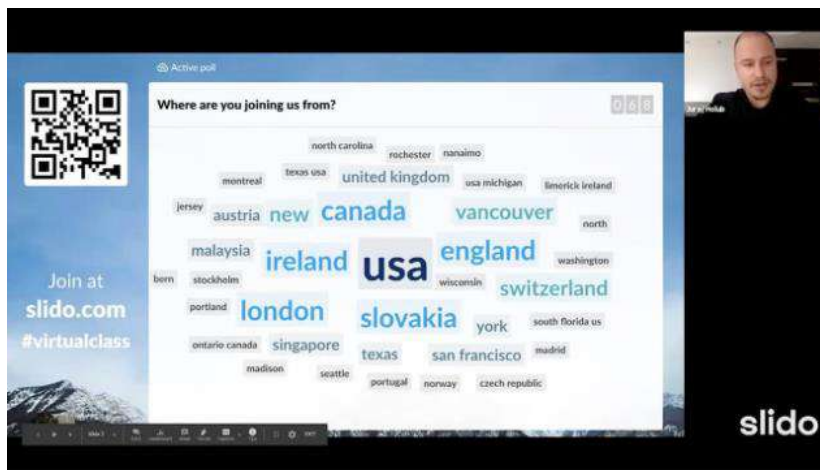 Active poll
Where are you joining us from?
068
north carolina
rochester
nanaimo
texas usa
united kingdom
usa michigan
limerick ireland
montreal
jersey
austria
new
canada
vancouver
north
malaysia
ireland
usa
england
washington
bern
stockholm
wisconsin
switzerland
portland
london
slovakia
york
south florida us
ontario canada
singapore
texas
san francisco
madrid
madison
seattle
portugal
norway
czech republic
Join at
slido.com
#virtualclass
slido